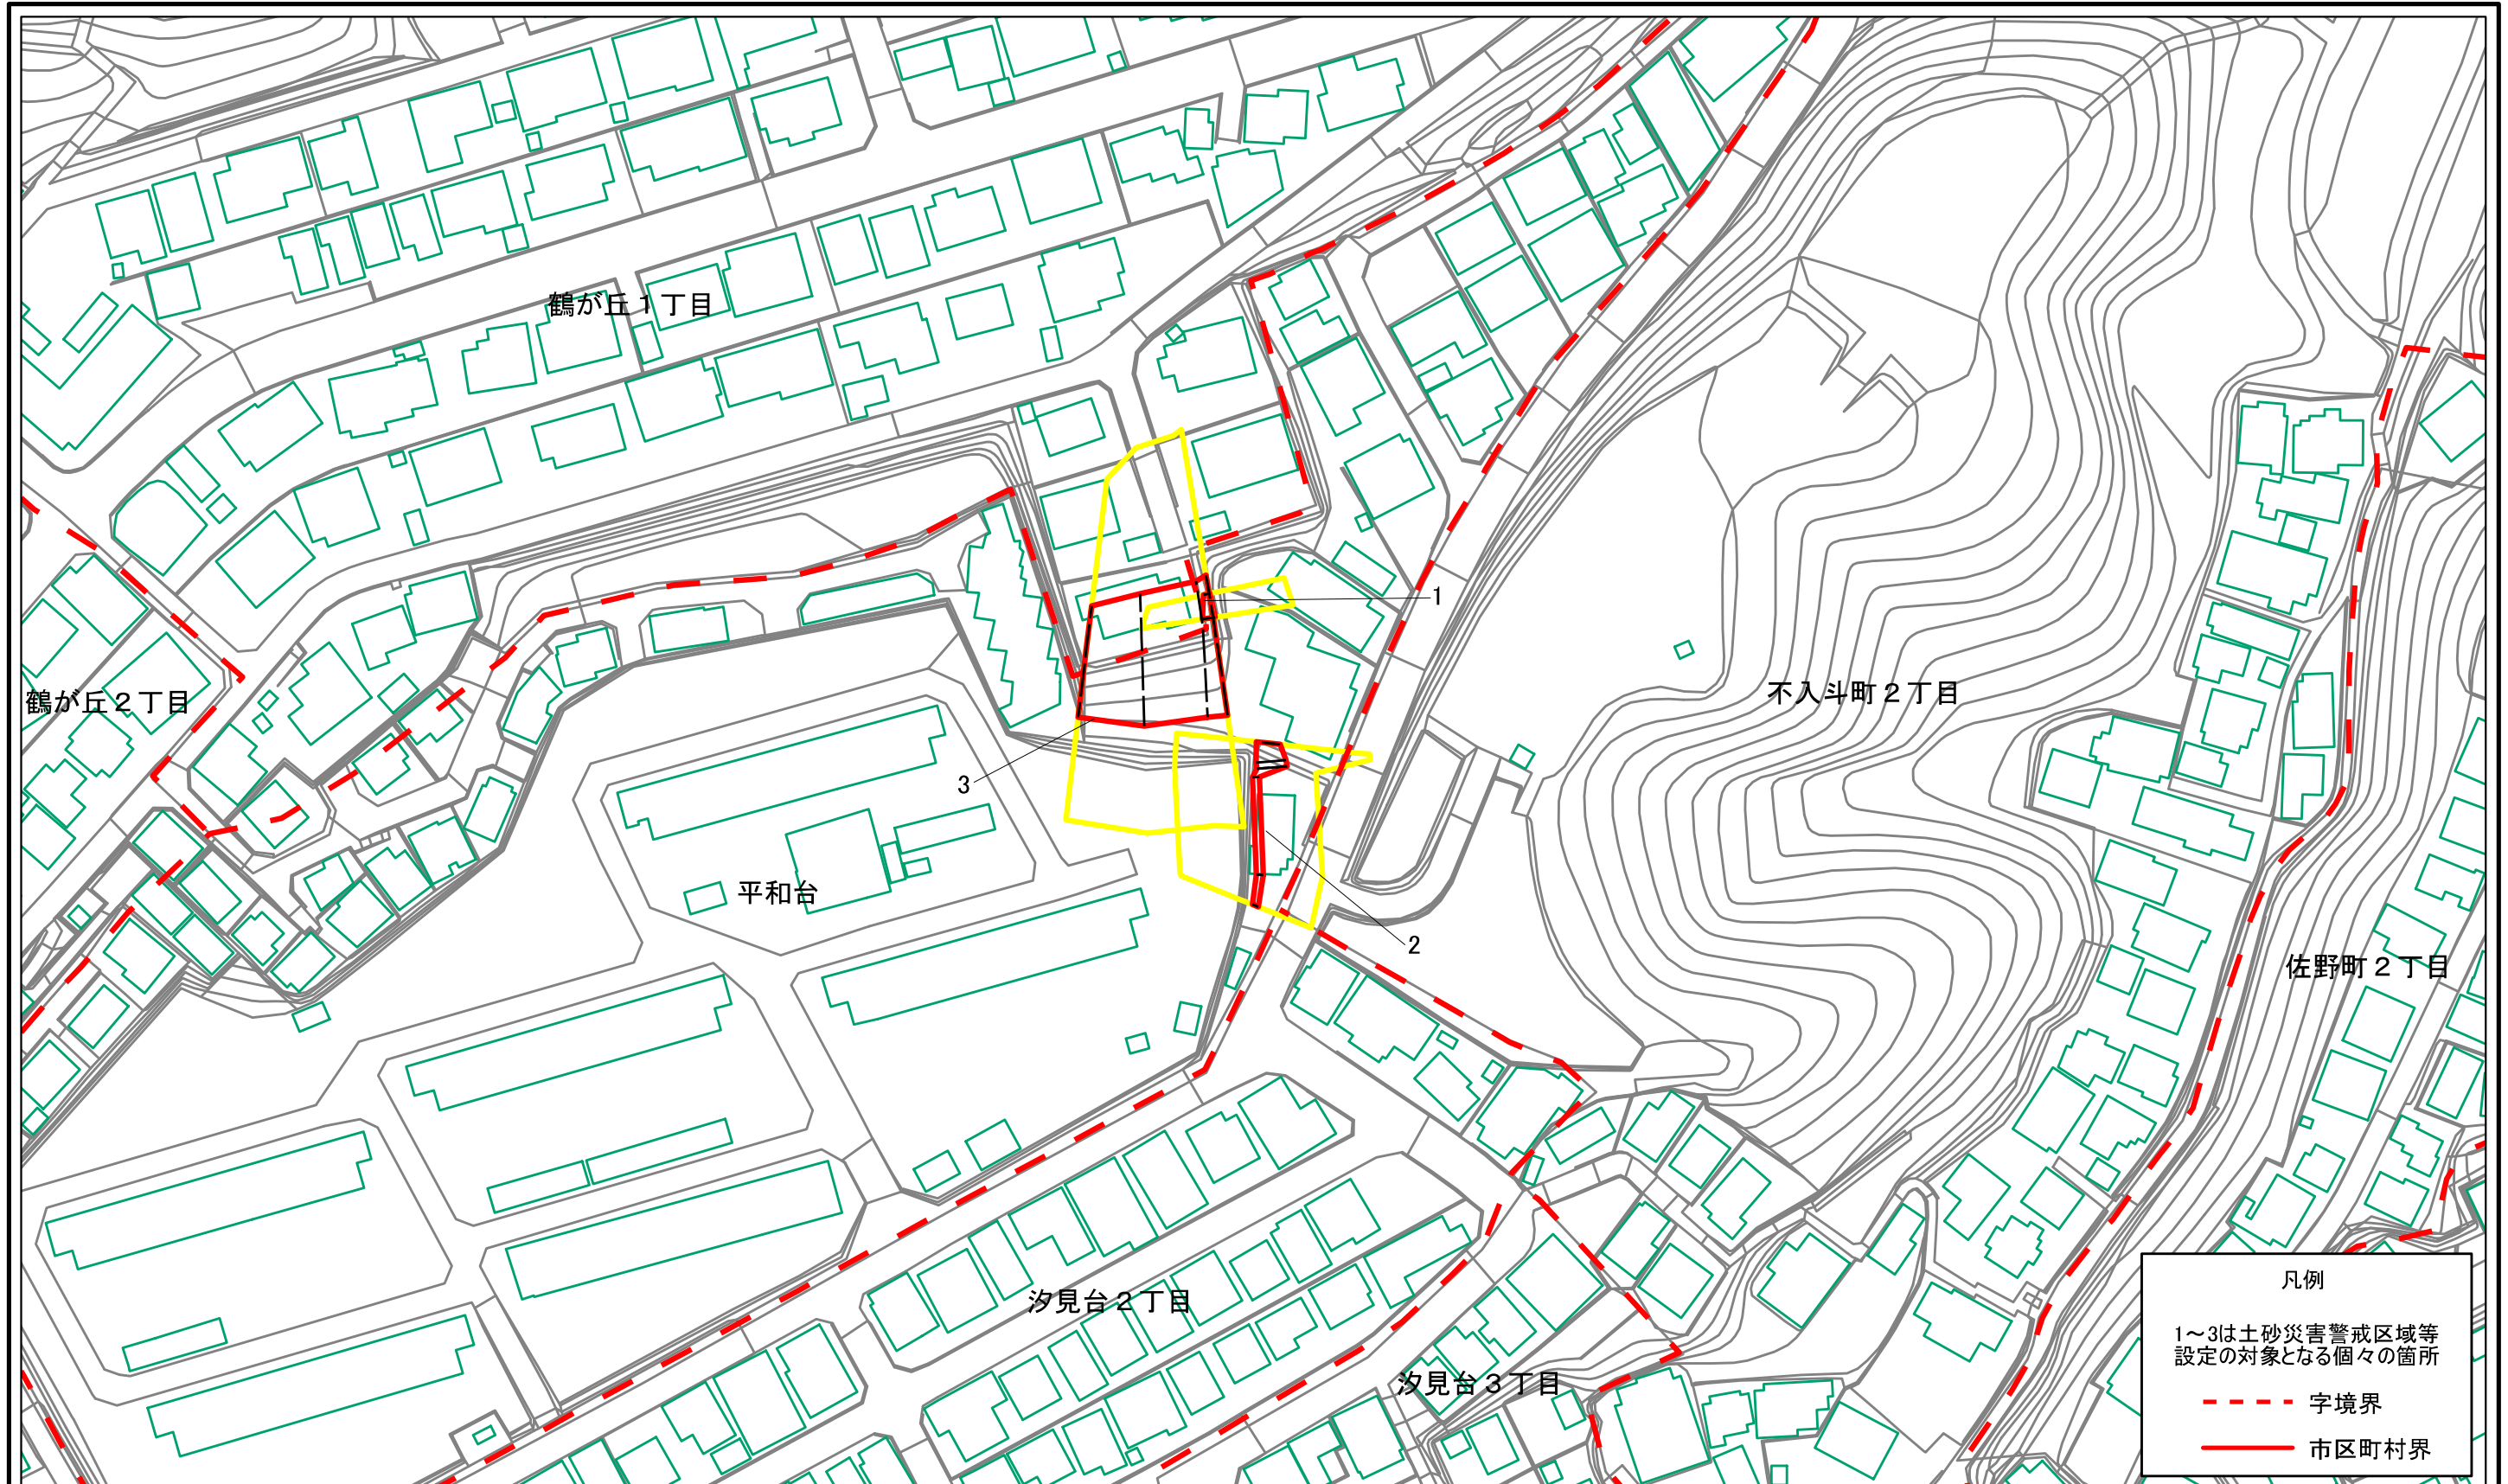 鶴が丘１丁目
1
鶴が丘２丁目
不入斗町２丁目
3
平和台
2
佐野町２丁目
汐見台２丁目
汐見台３丁目
凡例
1～3は土砂災害警戒区域等
設定の対象となる個々の箇所
字境界
市区町村界